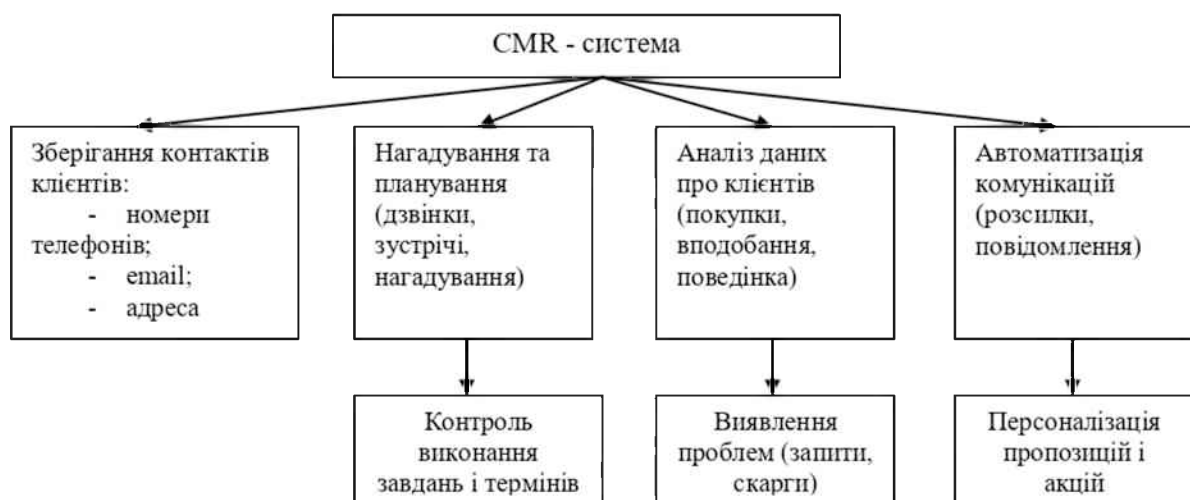 CMR - система
Зберігання контактів
клієнтів:
- номери
телефонів;
- email;
- адреса
Нагадування та
планування
(дзвінки,
зустрічі,
нагадування)
Аналіз даних
про клієнтів
(покупки,
вподобання,
поведінка)
Автоматизація
комунікацій
(розсилки,
повідомлення)
Контроль
виконання
завдань і термінів
Виявлення
проблем (запити,
скарги)
Персоналізація
пропозицій і
акцій